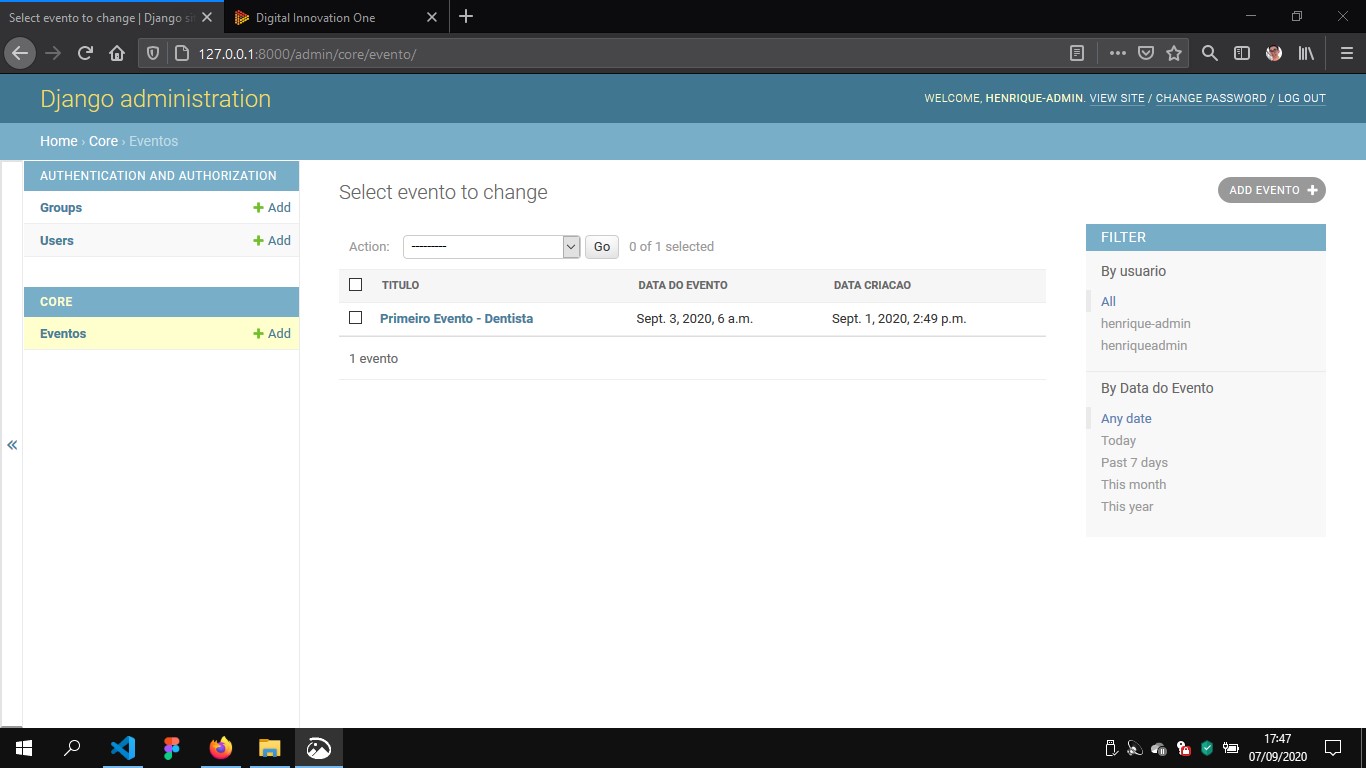 Select evento to change | Django si
Digital Innovation One
127.0.0.1:8000/admin/core/evento/
Django administration
WELCOME, HENRIQUE-ADMIN. VIEW SITE / CHANGE PASSWORD / LOG OUT
Home › Core › Eventos
AUTHENTICATION AND AUTHORIZATION
Groups + Add
Users + Add
CORE
Eventos + Add
«
Select evento to change
ADD EVENTO +
Action: --------- Go 0 of 1 selected
TITULO DATA DO EVENTO DATA CRIACAO
Primeiro Evento - Dentista Sept. 3, 2020, 6 a.m. Sept. 1, 2020, 2:49 p.m.
1 evento
FILTER
By usuario
All
henrique-admin
henriqueadmin
By Data do Evento
Any date
Today
Past 7 days
This month
This year
17:47
07/09/2020